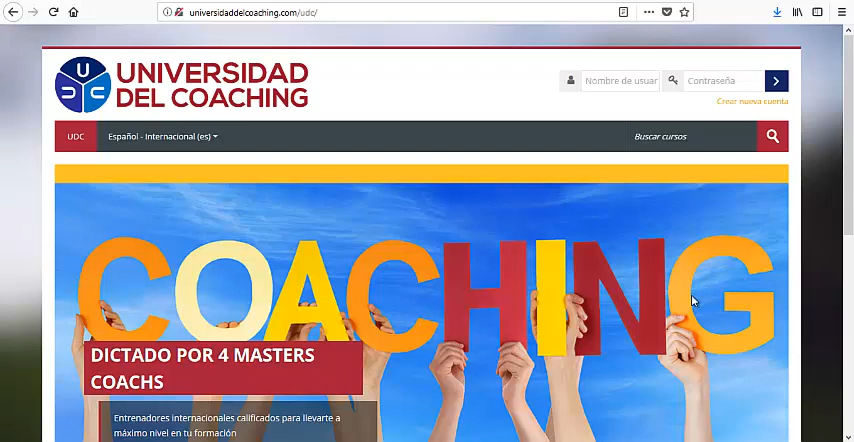 universidaddelcoaching.com/udc/
UNIVERSIDAD
DEL COACHING
Nombre de usuar
Contraseña
Crear nueva cuenta
UDC
Español - Internacional (es)
Buscar cursos
COACHING
DICTADO POR 4 MASTERS
COACHS
Entrenadores internacionales calificados para llevarte a
máximo nivel en tu formación